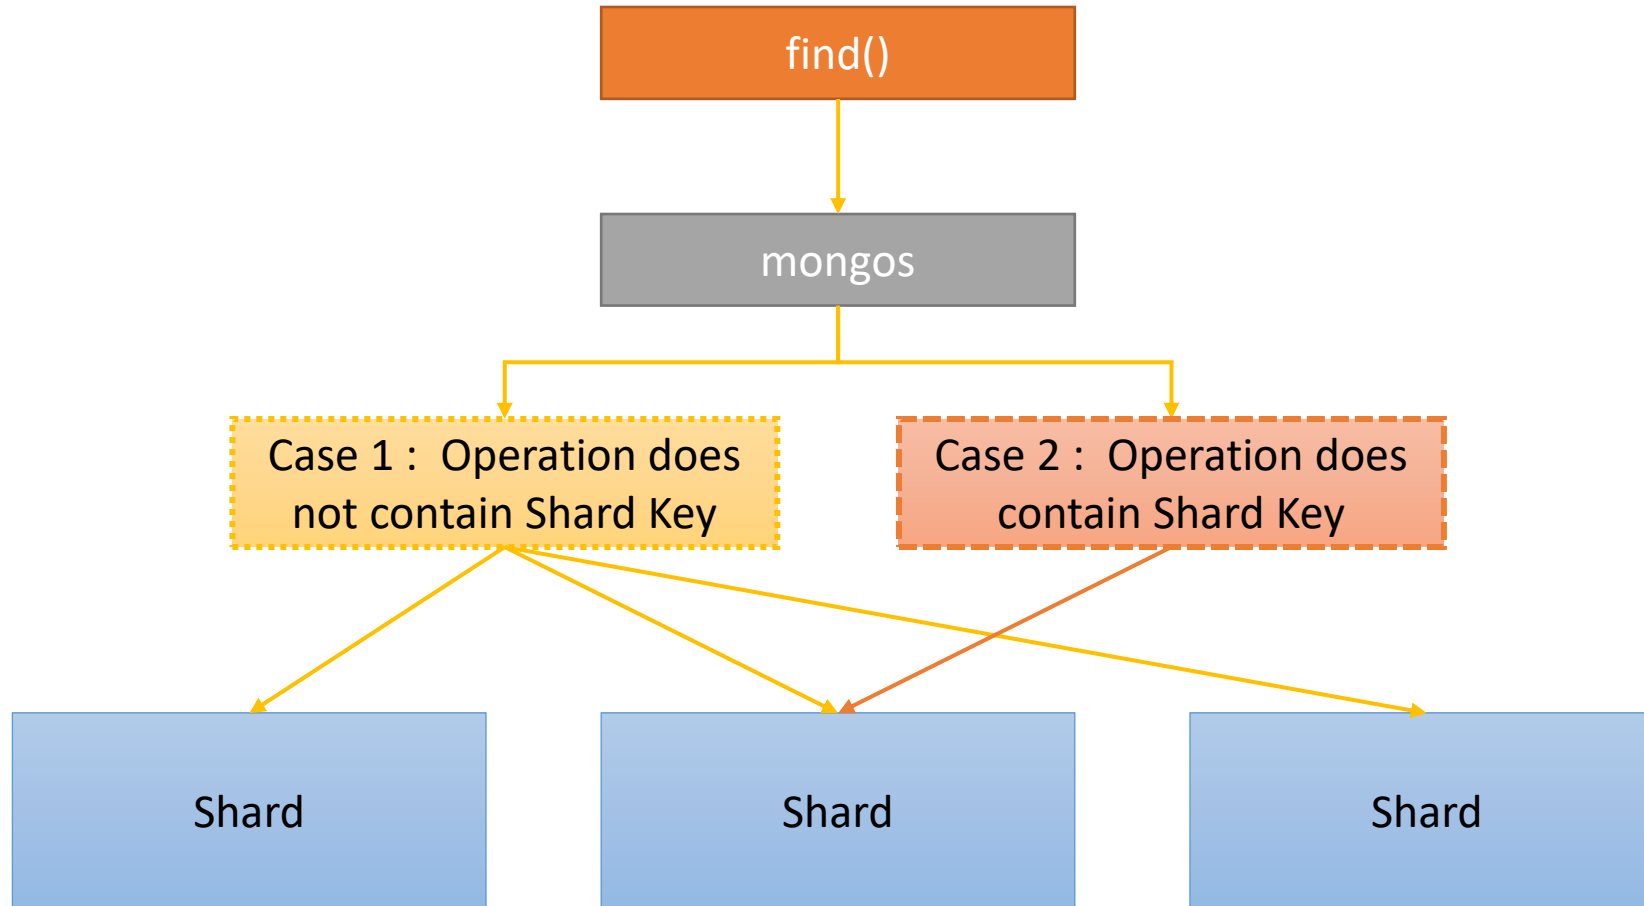 find()
mongos
Case 1 :  Operation does
not contain Shard Key
Case 2 :  Operation does
contain Shard Key
Shard
Shard
Shard